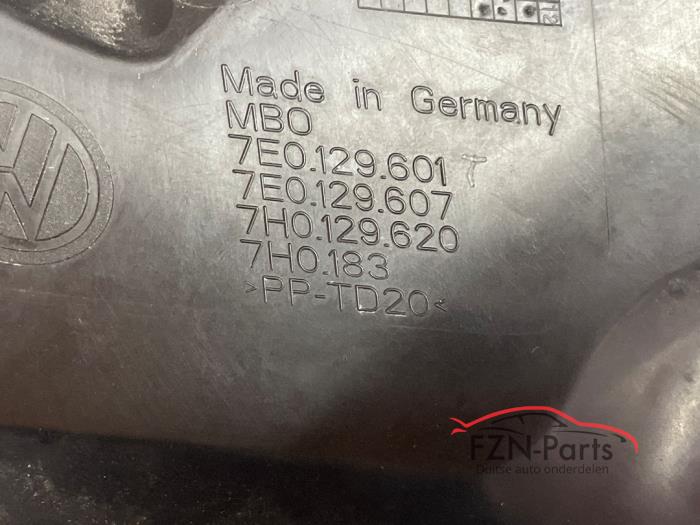 12
Made in Germany
MBO
7E0.129.601 T
7E0.129.607
7H0.129.620
7H0.183
>PP-TD20<
FZN-Parts
Duitse auto onderdelen